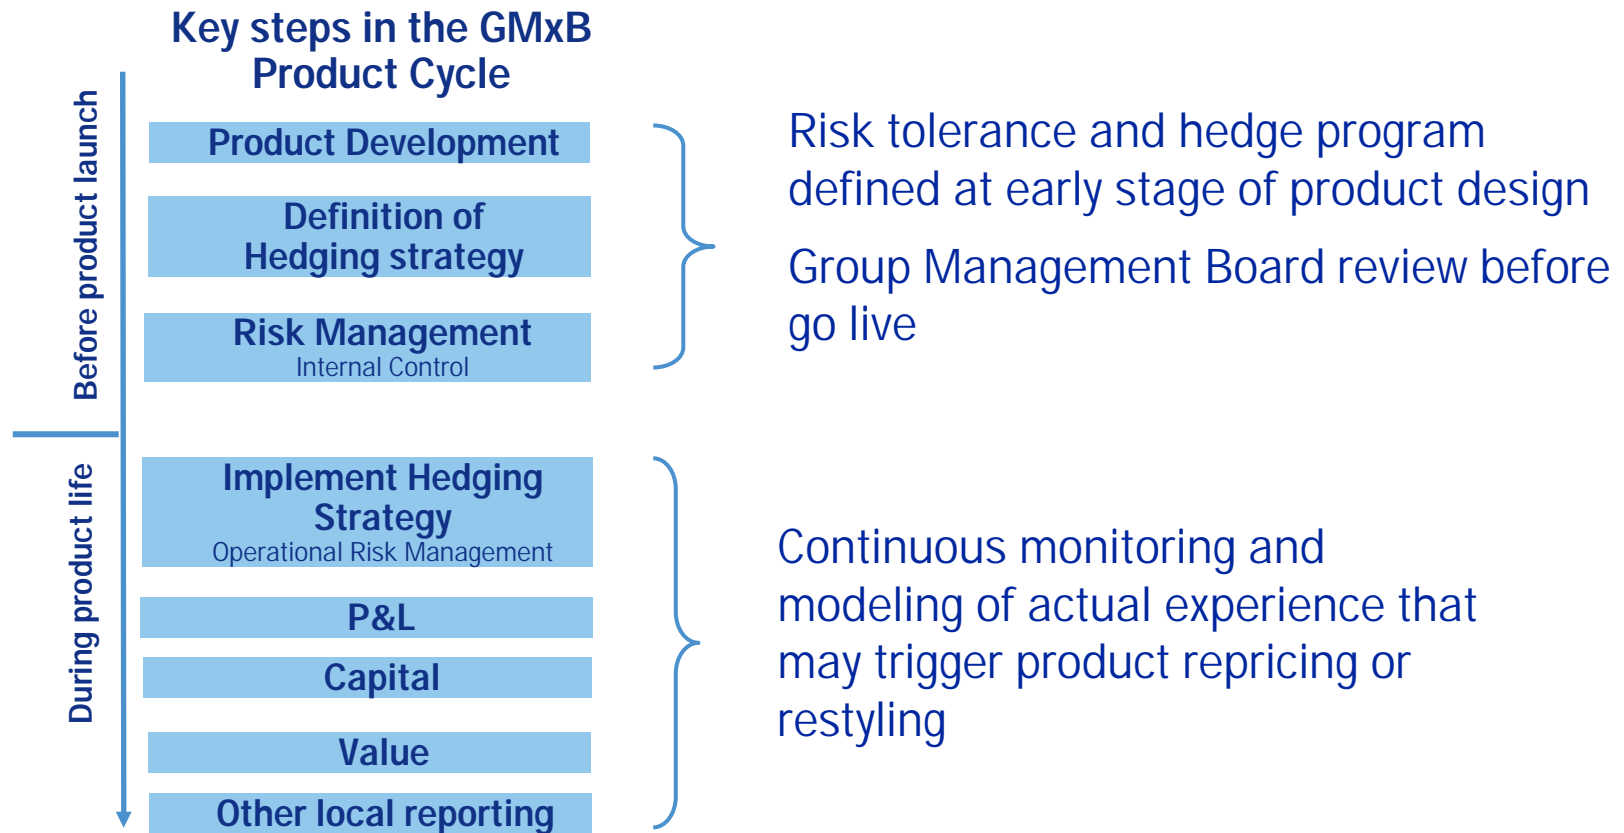 Key steps in the GMxB
Product Cycle
Before product launch
Product Development
Definition of
Hedging strategy
Risk Management
Internal Control
Risk tolerance and hedge program
defined at early stage of product design
Group Management Board review before
go live
During product life
Implement Hedging
Strategy
Operational Risk Management
P&L
Capital
Value
Other local reporting
Continuous monitoring and
modeling of actual experience that
may trigger product repricing or
restyling